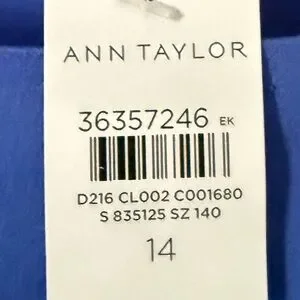 ANN TAYLOR
36357246 EK
D216 CL002 C001680
S 835125 SZ 140
14